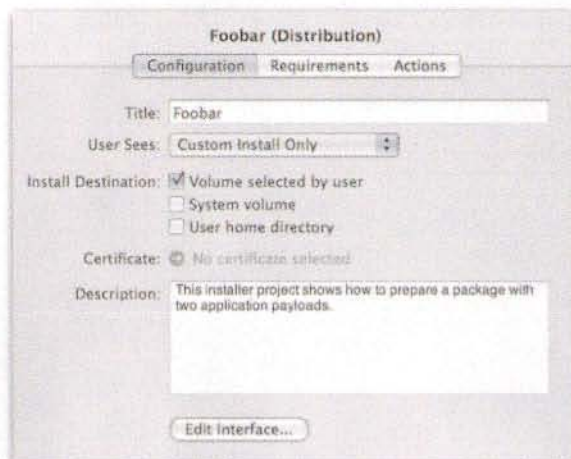 Foobar (Distribution)
Configuration Requirements Actions
Title: Foobar
User Sees: Custom Install Only
Install Destination: Volume selected by user
System volume
User home directory
Certificate: No certificate selected
Description: This installer project shows how to prepare a package with
two application payloads.
Edit Interface...